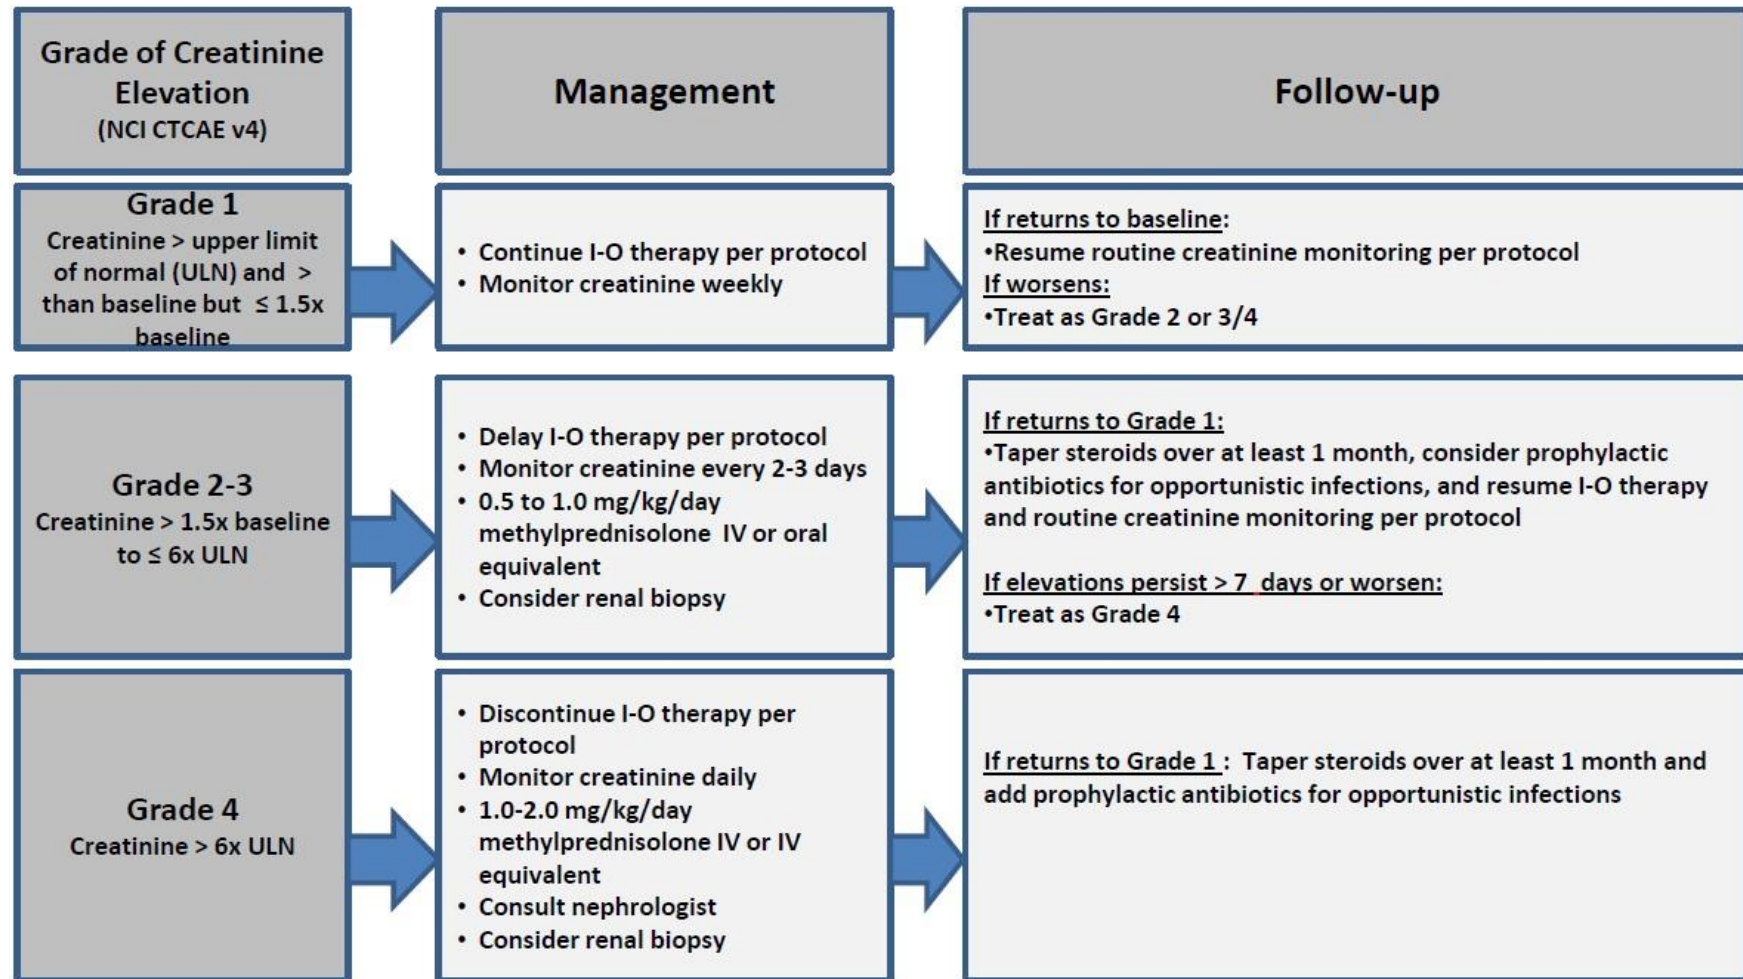 Grade of Creatinine
Elevation
(NCI CTCAE v4)
Management
Follow-up
Grade 1
Creatinine > upper limit
of normal (ULN) and >
than baseline but ≤ 1.5x
baseline
• Continue I-O therapy per protocol
• Monitor creatinine weekly
If returns to baseline:
•Resume routine creatinine monitoring per protocol
If worsens:
•Treat as Grade 2 or 3/4
Grade 2-3
Creatinine > 1.5x baseline
to ≤ 6x ULN
• Delay I-O therapy per protocol
• Monitor creatinine every 2-3 days
• 0.5 to 1.0 mg/kg/day
methylprednisolone IV or oral
equivalent
• Consider renal biopsy
If returns to Grade 1:
•Taper steroids over at least 1 month, consider prophylactic
antibiotics for opportunistic infections, and resume I-O therapy
and routine creatinine monitoring per protocol
If elevations persist > 7 days or worsen:
•Treat as Grade 4
Grade 4
Creatinine > 6x ULN
• Discontinue I-O therapy per
protocol
• Monitor creatinine daily
• 1.0-2.0 mg/kg/day
methylprednisolone IV or IV
equivalent
• Consult nephrologist
• Consider renal biopsy
If returns to Grade 1 : Taper steroids over at least 1 month and
add prophylactic antibiotics for opportunistic infections